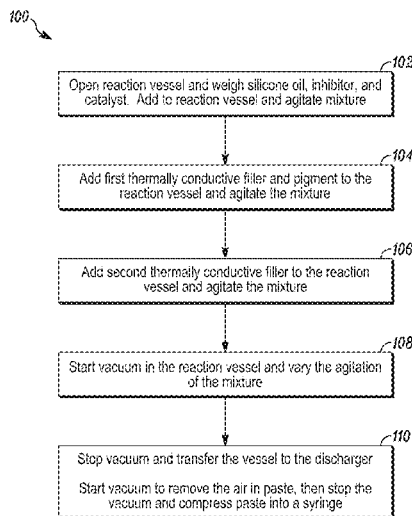 100
102
Open reaction vessel and weigh silicone oil, inhibitor, and
catalyst. Add to reaction vessel and agitate mixture
104
Add first thermally conductive filler and pigment to the
reaction vessel and agitate the mixture
106
Add second thermally conductive filler to the reaction
vessel and agitate the mixture
108
Start vacuum in the reaction vessel and vary the agitation
of the mixture
110
Stop vacuum and transfer the vessel to the discharger
Start vacuum to remove the air in paste, then stop the
vacuum and compress paste into a syringe